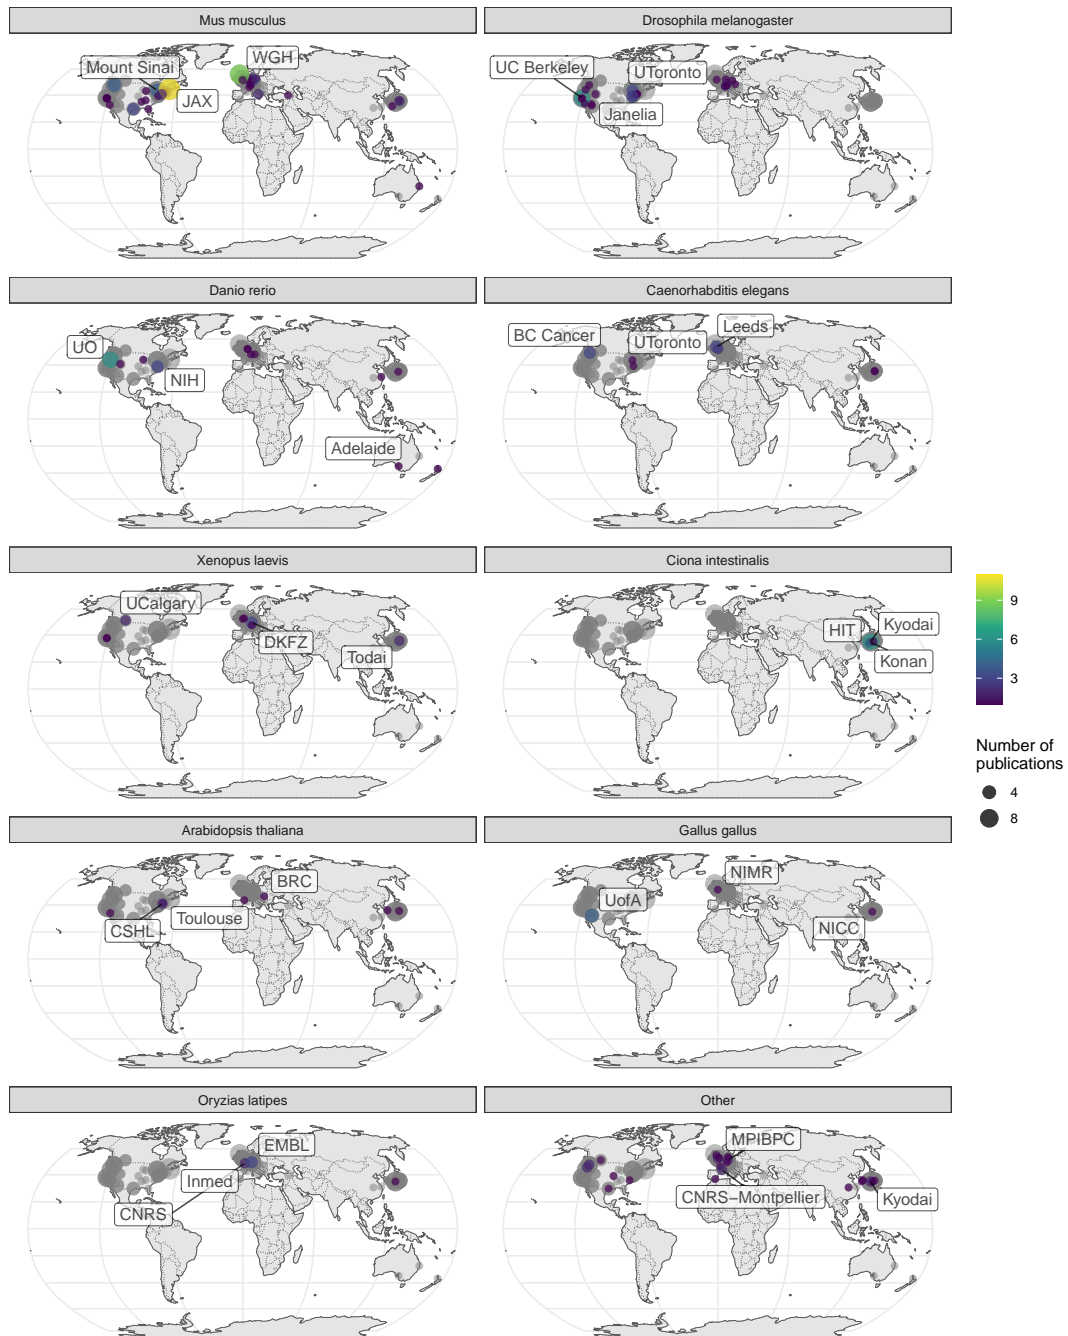 Mus musculus
Drosophila melanogaster
WGH
Mount Sinai
JAX
UC Berkeley
UToronto
Janelia
Danio rerio
Caenorhabditis elegans
UO
NIH
Adelaide
BC Cancer
UToronto
Leeds
Xenopus laevis
Ciona intestinalis
UCalgary
DKFZ
Todai
HIT
Kyodai
Konan
9
6
3
Number of
publications
4
8
Arabidopsis thaliana
Gallus gallus
BRC
Toulouse
CSHL
NIMR
UofA
NICC
Oryzias latipes
Other
EMBL
Inmed
CNRS
MPIBPC
CNRS−Montpellier
Kyodai